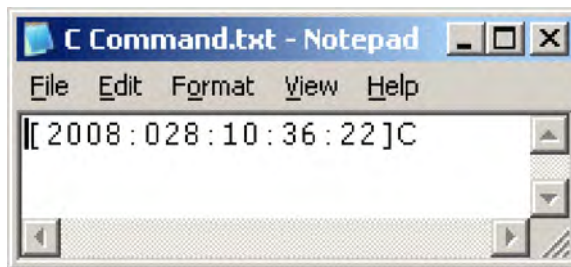 C Command.txt - Notepad
File Edit Format View Help
[2008:028:10:36:22]C